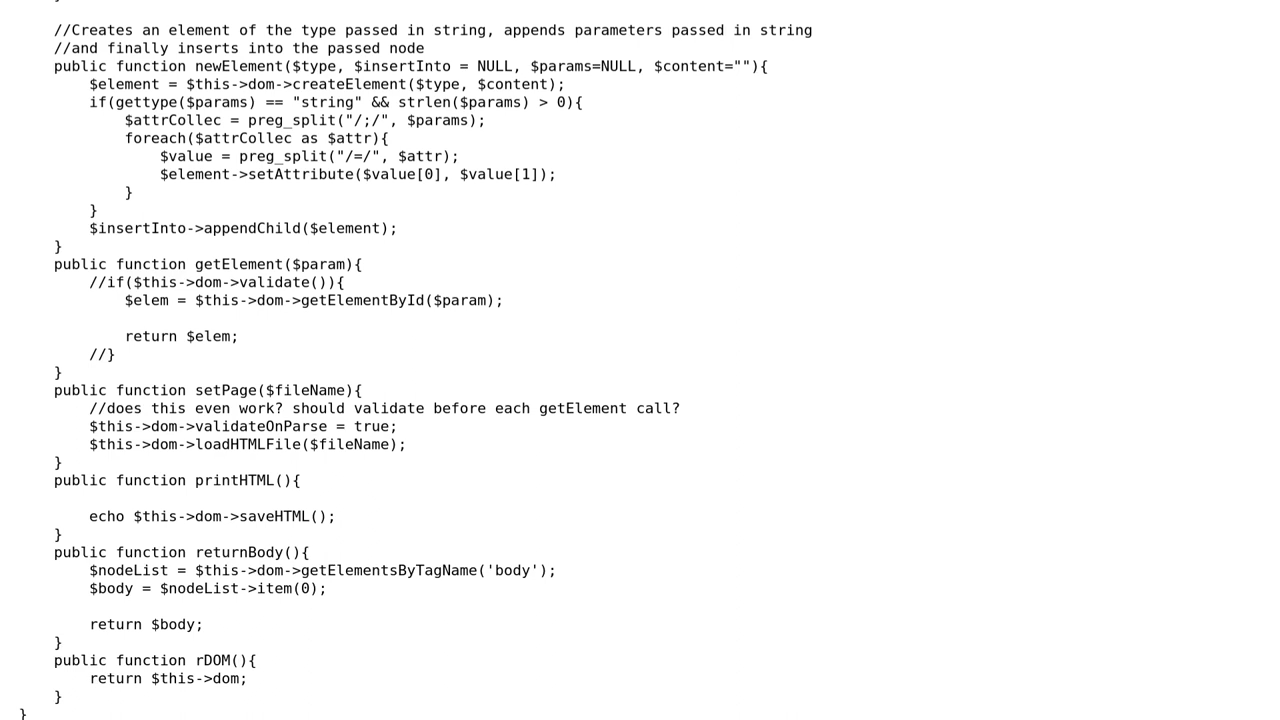 //Creates an element of the type passed in string, appends parameters passed in string
//and finally inserts into the passed node
public function newElement($type, $insertInto = NULL, $params=NULL, $content=""){
$element = $this->dom->createElement($type, $content);
if(gettype($params) == "string" && strlen($params) > 0){
$attrCollec = preg_split("/;/", $params);
foreach($attrCollec as $attr){
$value = preg_split("/=/", $attr);
$element->setAttribute($value[0], $value[1]);
}
}
$insertInto->appendChild($element);
}
public function getElement($param){
//if($this->dom->validate()){
$elem = $this->dom->getElementById($param);
return $elem;
//}
}
public function setPage($fileName){
//does this even work? should validate before each getElement call?
$this->dom->validateOnParse = true;
$this->dom->loadHTMLFile($fileName);
}
public function printHTML(){
echo $this->dom->saveHTML();
}
public function returnBody(){
$nodeList = $this->dom->getElementsByTagName('body');
$body = $nodeList->item(0);
return $body;
}
public function rDOM(){
return $this->dom;
}
}